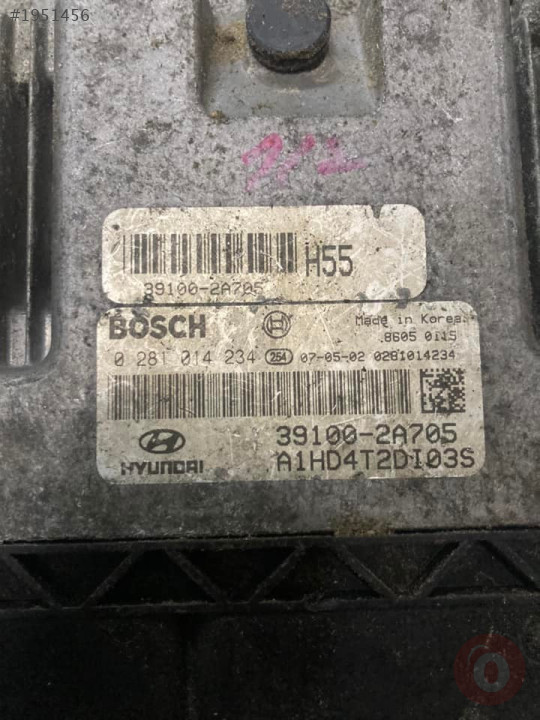 #1951456
H55
39100-2A705
BOSCH
Made in Korea.
.8605 0115
0 281 014 234 254 07-05-02 0281014234
39100-2A705
HYUNDAI
A1HD4T2DI03S